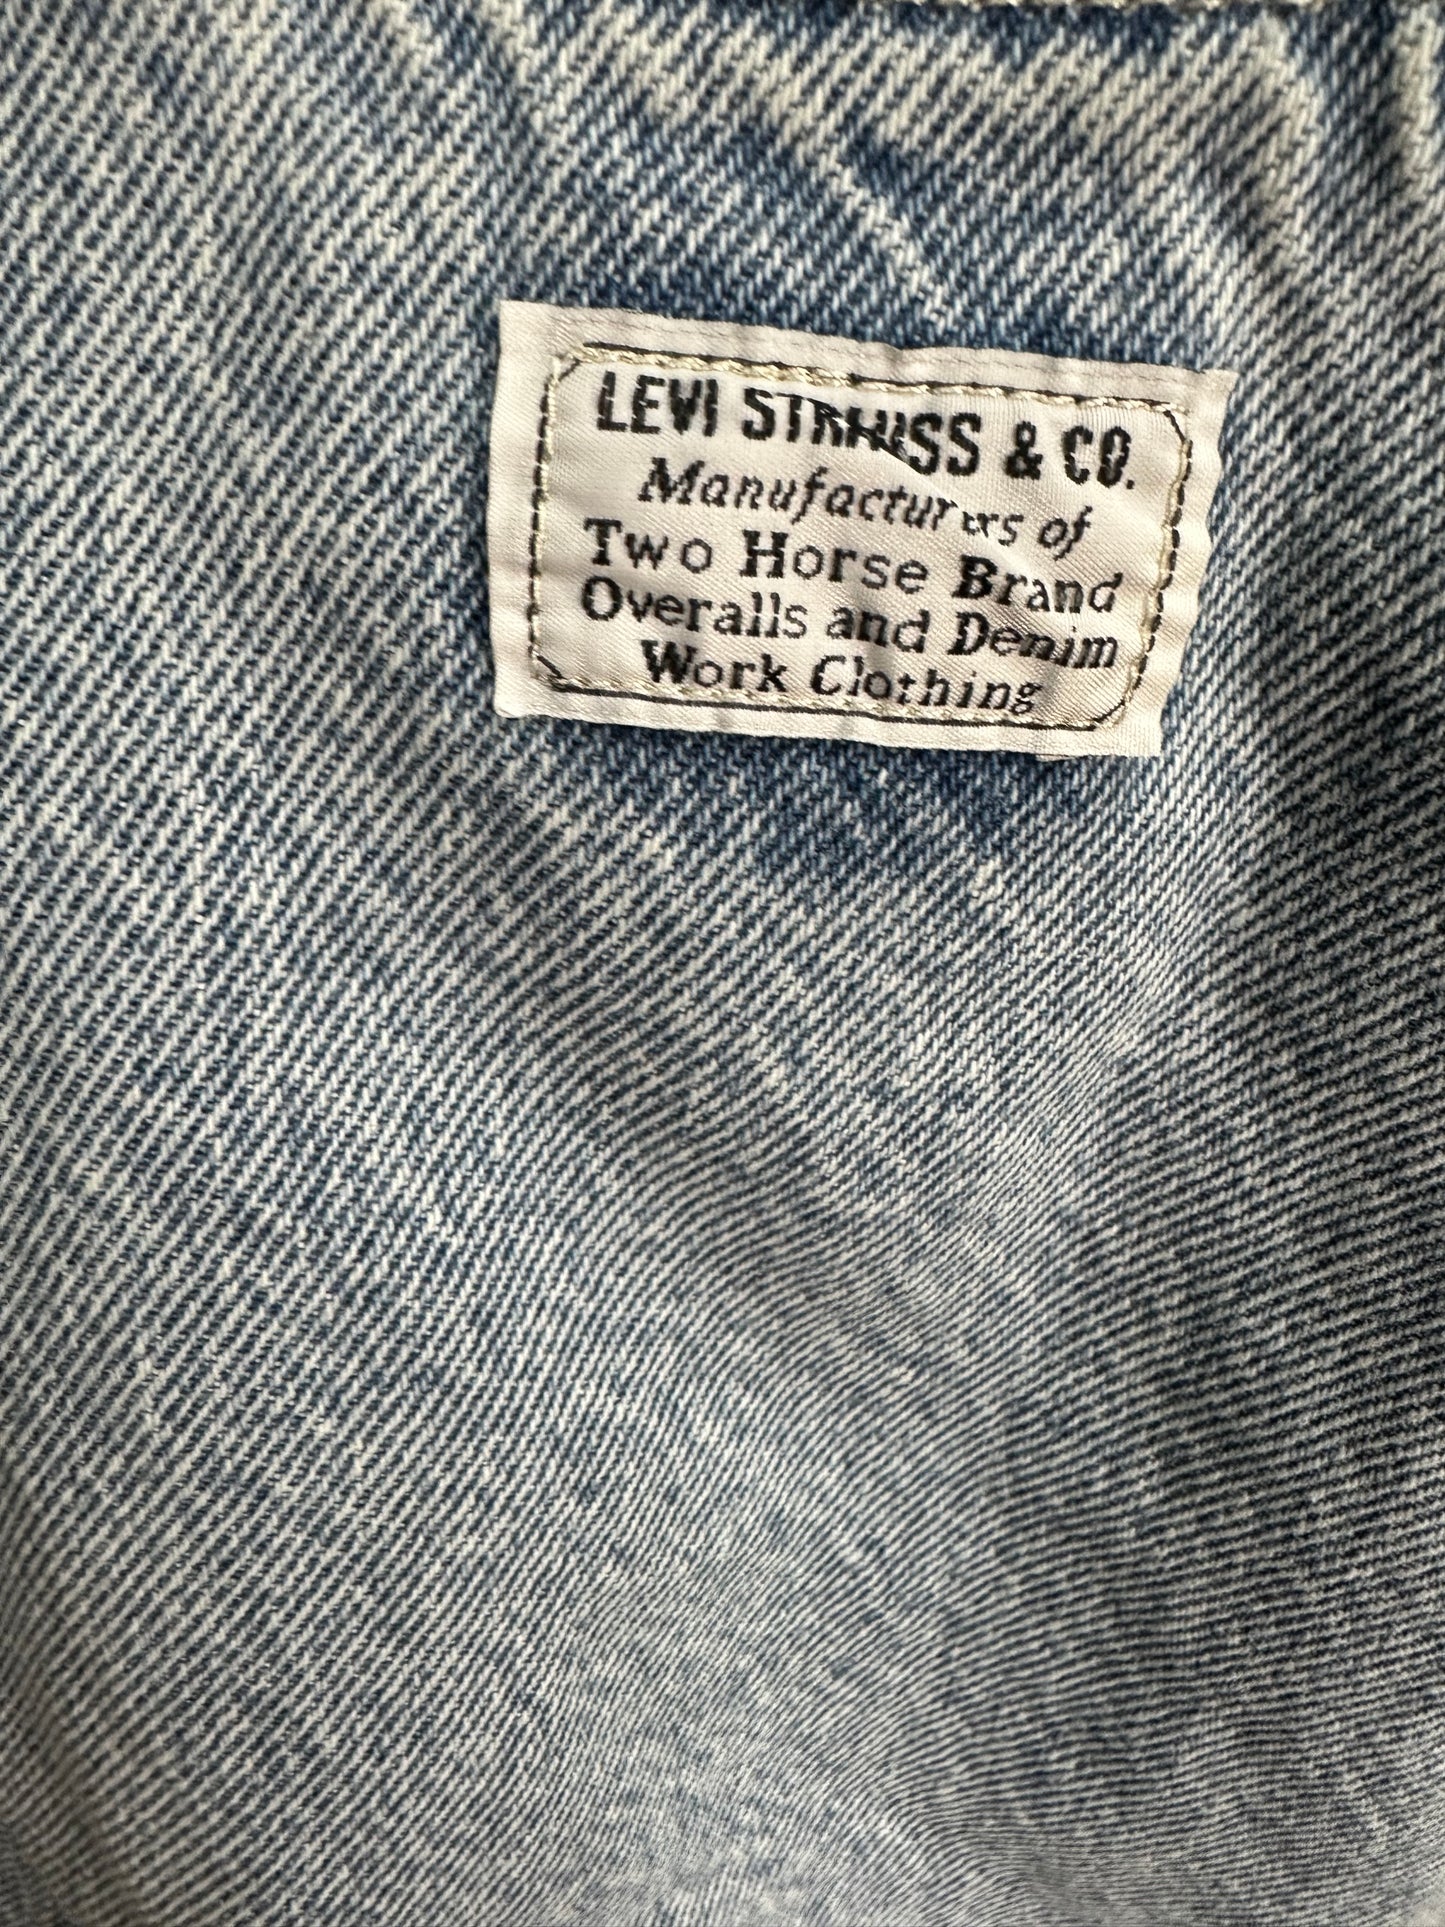 LEVI STRAUSS & CO.
Manufacturers of
Two Horse Brand
Overalls and Denim
Work Clothing